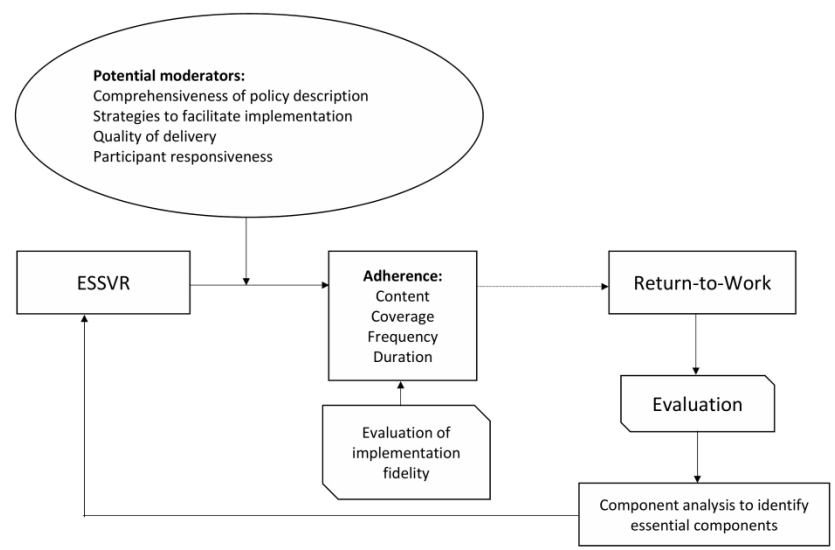 Potential moderators:
Comprehensiveness of policy description
Strategies to facilitate implementation
Quality of delivery
Participant responsiveness
ESSVR
Adherence:
Content
Coverage
Frequency
Duration
Return-to-Work
Evaluation of
implementation
fidelity
Evaluation
Component analysis to identify
essential components